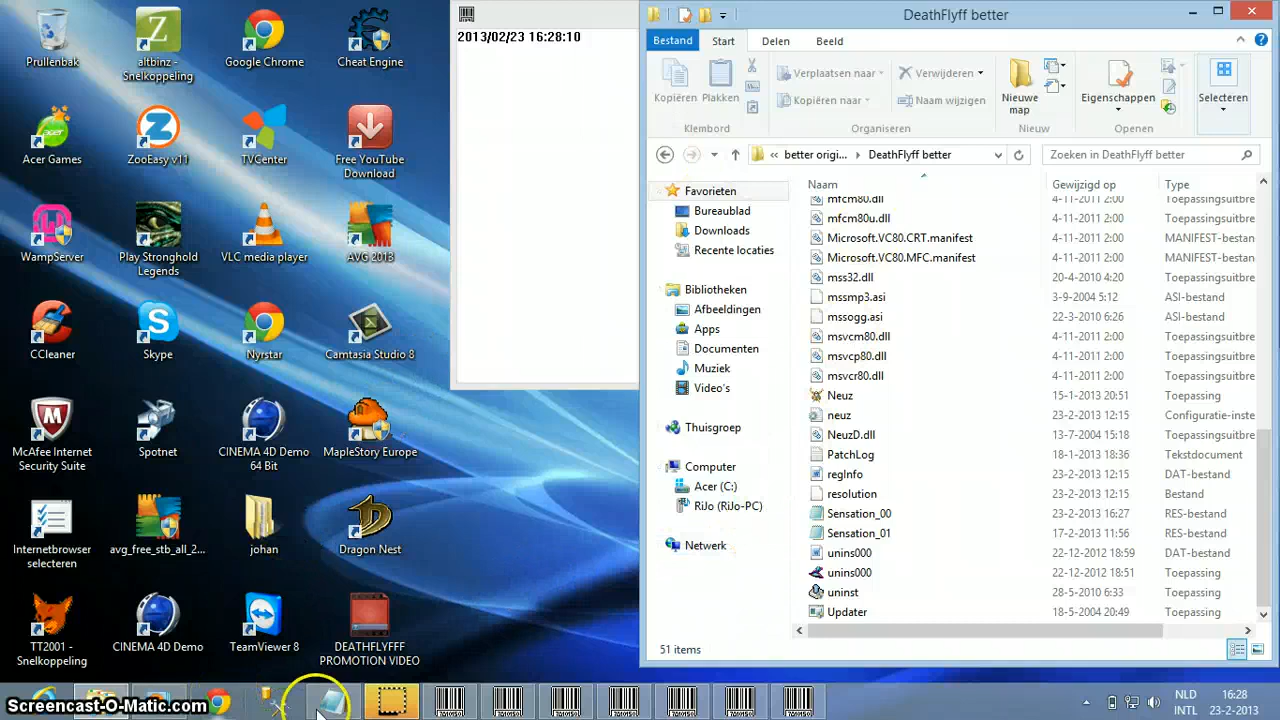 Prullenbak
altbinz - Snelkoppeling
Google Chrome
Cheat Engine
Acer Games
ZooEasy v11
TVCenter
Free YouTube Download
WampServer
Play Stronghold Legends
VLC media player
AVG 2013
CCleaner
Skype
Nyrstar
Camtasia Studio 8
McAfee Internet Security Suite
Spotnet
CINEMA 4D Demo 64 Bit
MapleStory Europe
Internetbrowser selecteren
avg_free_stb_all_2...
johan
Dragon Nest
TT2001 - Snelkoppeling
CINEMA 4D Demo
TeamViewer 8
DEATHFLYFFF PROMOTION VIDEO
2013/02/23 16:28:10
DeathFlyff better
Bestand Start Delen Beeld
Kopiëren Plakken
Klembord
Verplaatsen naar
Kopiëren naar
Verwijderen
Naam wijzigen
Organiseren
Nieuwe map
Nieuw
Eigenschappen
Openen
Selecteren
« better origi... DeathFlyff better
Zoeken in DeathFlyff better
Favorieten
Bureaublad
Downloads
Recente locaties
Bibliotheken
Afbeeldingen
Apps
Documenten
Muziek
Video's
Thuisgroep
Computer
Acer (C:)
RiJo (RiJo-PC)
Netwerk
Naam Gewijzigd op Type
mfcm80.dll 4-11-2011 2:00 Toepassingsuitbre
mfcm80u.dll 4-11-2011 2:00 Toepassingsuitbre
Microsoft.VC80.CRT.manifest 4-11-2011 2:00 MANIFEST-bestan
Microsoft.VC80.MFC.manifest 4-11-2011 2:00 MANIFEST-bestan
mss32.dll 20-4-2010 4:20 Toepassingsuitbre
mssmp3.asi 3-9-2004 5:12 ASI-bestand
mssogg.asi 22-3-2010 6:26 ASI-bestand
msvcm80.dll 4-11-2011 2:00 Toepassingsuitbre
msvcp80.dll 4-11-2011 2:00 Toepassingsuitbre
msvcr80.dll 4-11-2011 2:00 Toepassingsuitbre
Neuz 15-1-2013 20:51 Toepassing
neuz 23-2-2013 12:15 Configuratie-inste
NeuzD.dll 13-7-2004 15:18 Toepassingsuitbre
PatchLog 18-1-2013 18:36 Tekstdocument
regInfo 23-2-2013 12:15 DAT-bestand
resolution 23-2-2013 12:15 Bestand
Sensation_00 23-2-2013 16:27 RES-bestand
Sensation_01 17-2-2013 11:56 RES-bestand
unins000 22-12-2012 18:59 DAT-bestand
unins000 22-12-2012 18:51 Toepassing
uninst 28-5-2010 6:33 Toepassing
Updater 18-5-2004 20:49 Toepassing
51 items
Screencast-O-Matic.com
NLD
INTL
16:28
23-2-2013